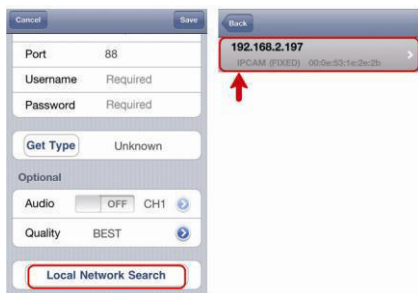 Cancel
Save
Port 88
Username Required
Password Required
Get Type Unknown
Optional
Audio OFF CH1
Quality BEST
Local Network Search
Back
192.168.2.197
IPCAM (FIXED) 00:0e:53:1e:2e:2b